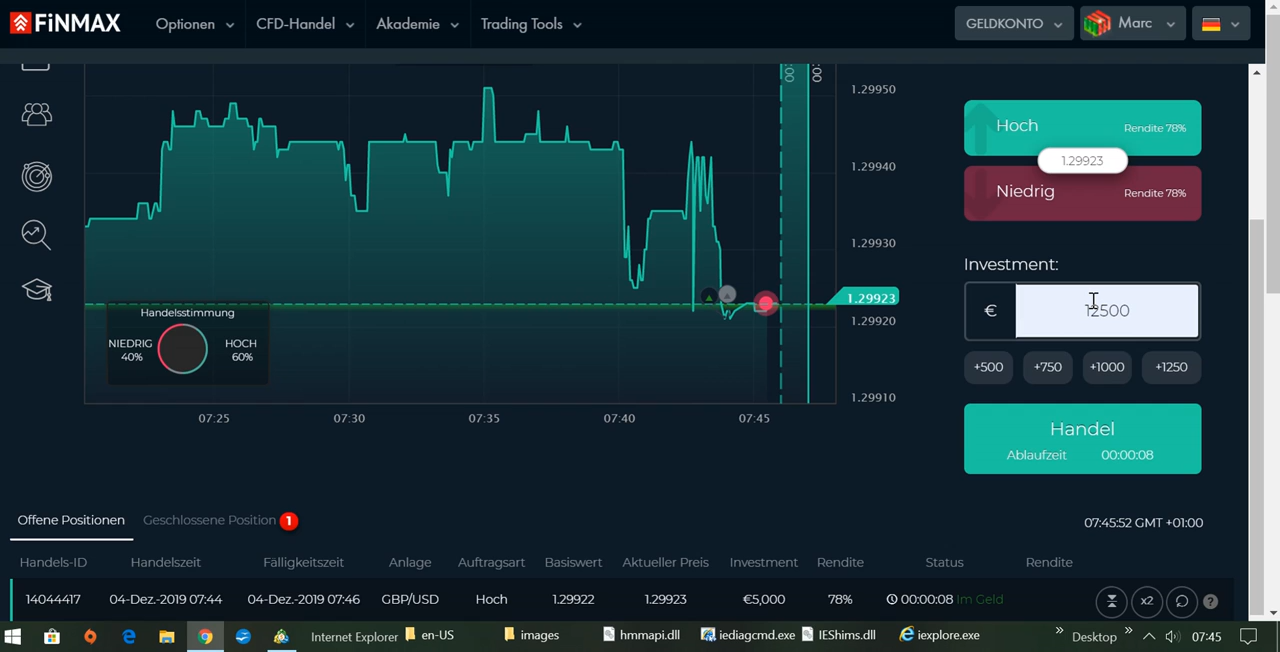 FiNMAX Optionen CFD-Handel Akademie Trading Tools GELDKONTO Marc
1.29950
1.29940
1.29930
1.29923
1.29920
1.29910
Handelsstimmung
NIEDRIG HOCH
40% 60%
07:25 07:30 07:35 07:40 07:45
Hoch Rendite 78%
1.29923
Niedrig Rendite 78%
Investment:
€ 12500
+500 +750 +1000 +1250
Handel
Ablaufzeit 00:00:08
Offene Positionen Geschlossene Position 1
07:45:52 GMT +01:00
Handels-ID Handelszeit Fälligkeitszeit Anlage Auftragsart Basiswert Aktueller Preis Investment Rendite Status Rendite
14044417 04-Dez.-2019 07:44 04-Dez.-2019 07:46 GBP/USD Hoch 1.29922 1.29923 €5,000 78% 00:00:08 Im Geld x2 ?
Internet Explorer en-US images hmmapi.dll iediagcmd.exe IEShims.dll iexplore.exe » Desktop » 07:45